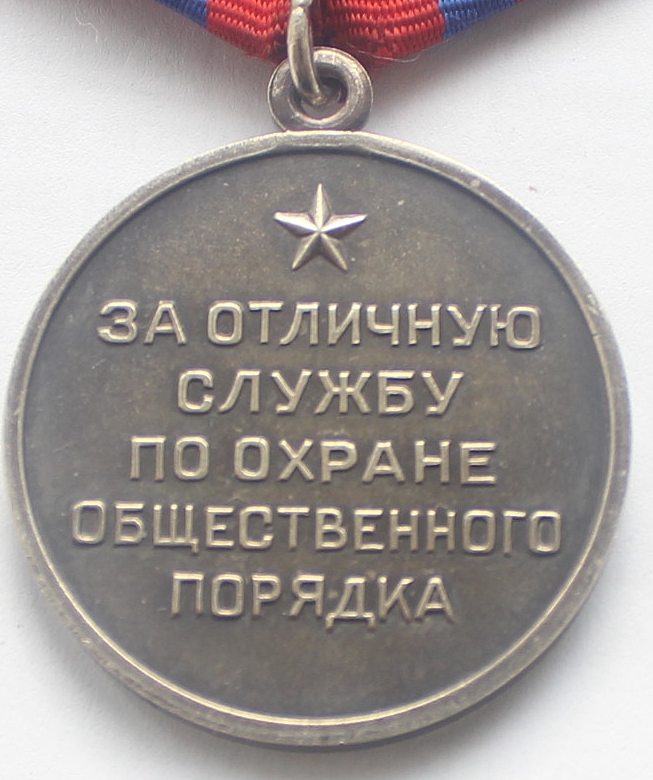 ЗА ОТЛИЧНУЮ
СЛУЖБУ
ПО ОХРАНЕ
ОБЩЕСТВЕННОГО
ПОРЯДКА